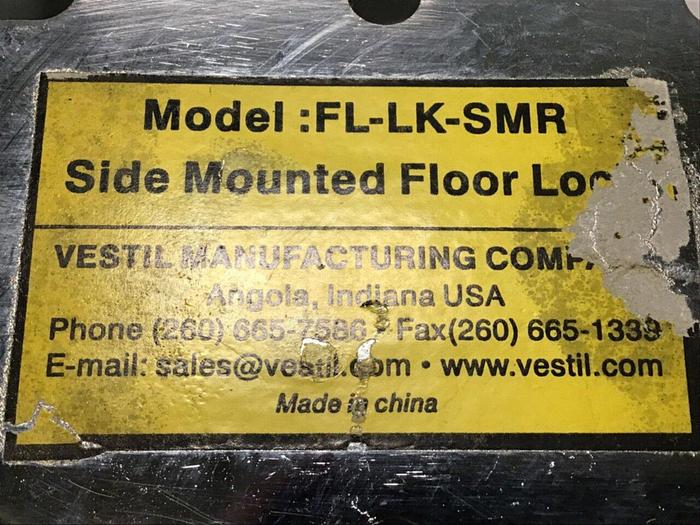 Model :FL-LK-SMR
Side Mounted Floor
VESTIL MANUFACTURING
Angola, Indiana USA
Phone (260) 665-7586 • Fax(260) 665-1339
E-mail: sales@vestil.com • www.vestil.com
Made in china